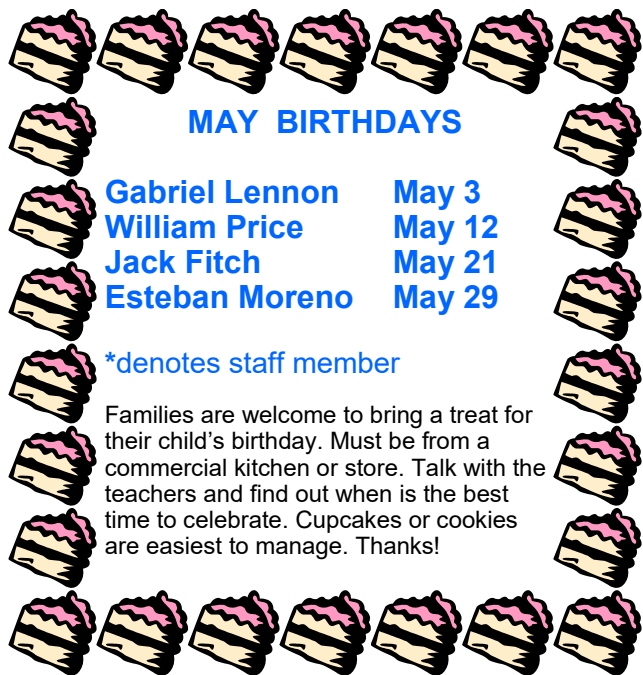 MAY BIRTHDAYS
Gabriel Lennon May 3
William Price May 12
Jack Fitch May 21
Esteban Moreno May 29
*denotes staff member
Families are welcome to bring a treat for
their child’s birthday. Must be from a
commercial kitchen or store. Talk with the
teachers and find out when is the best
time to celebrate. Cupcakes or cookies
are easiest to manage. Thanks!